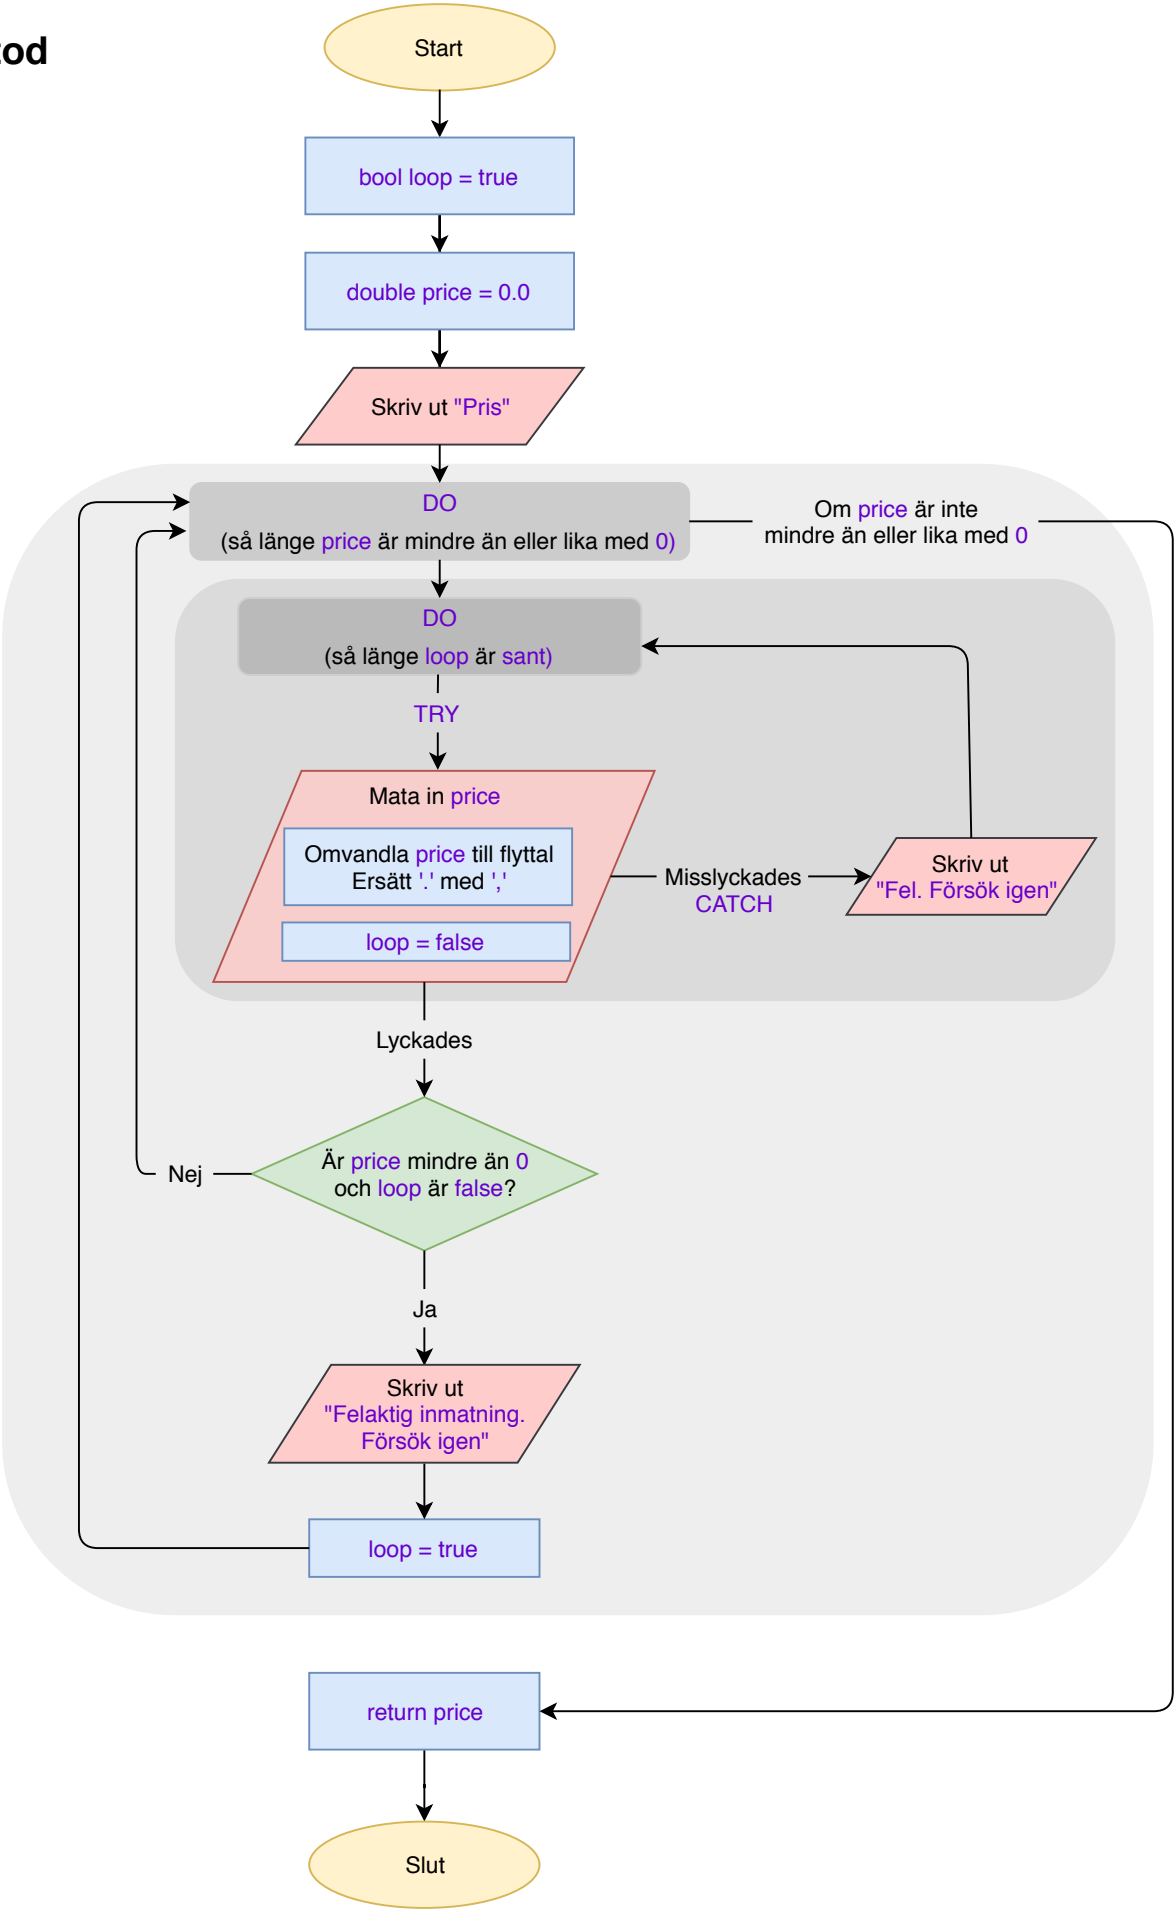 Start
bool loop = true
double price = 0.0
Skriv ut "Pris"
DO
(så länge price är mindre än eller lika med 0)
Om price är inte
mindre än eller lika med 0
DO
(så länge loop är sant)
TRY
Mata in price
Omvandla price till flyttal
Ersätt '.' med ','
loop = false
Misslyckades
CATCH
Skriv ut
"Fel. Försök igen"
Lyckades
Är price mindre än 0
och loop är false?
Nej
Ja
Skriv ut
"Felaktig inmatning.
Försök igen"
loop = true
return price
Slut